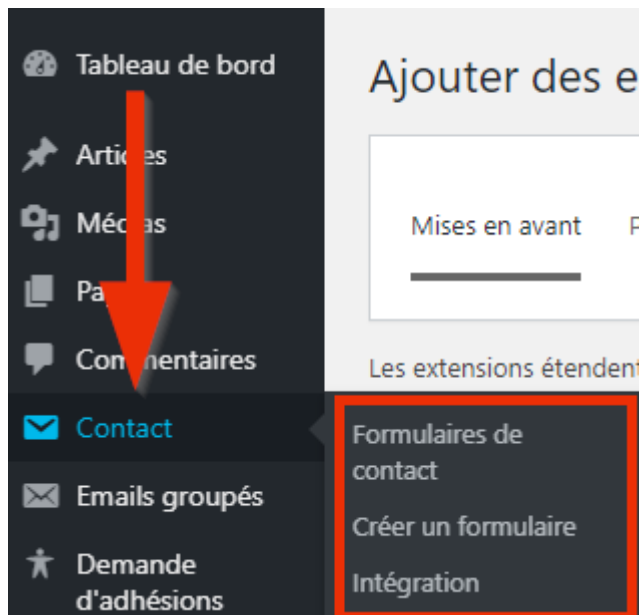 Tableau de bord
Ajouter des e
Articles
Médias
Mises en avant
P
Pa
Commentaires
Les extensions étendent
Contact
Formulaires de
contact
Emails groupés
Créer un formulaire
Demande
d'adhésions
Intégration